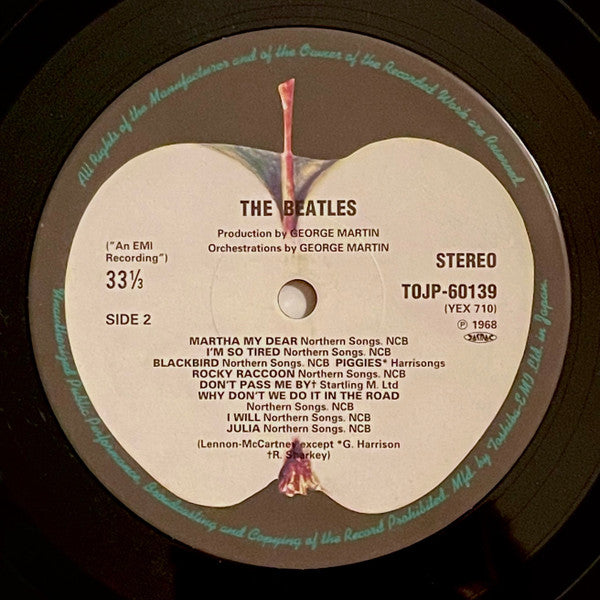 All Rights of the Manufacturer and of the Owner of the Recorded Work are Reserved.
THE BEATLES
Production by GEORGE MARTIN
Orchestrations by GEORGE MARTIN
("An EMI
Recording")
33⅓
SIDE 2
STEREO
TOJP-60139
(YEX 710)
Ⓟ 1968
MARTHA MY DEAR Northern Songs. NCB
I'M SO TIRED Northern Songs. NCB
BLACKBIRD Northern Songs. NCB PIGGIES* Harrisongs
ROCKY RACCOON Northern Songs. NCB
DON'T PASS ME BY† Startling M. Ltd
WHY DON'T WE DO IT IN THE ROAD
Northern Songs. NCB
I WILL Northern Songs. NCB
JULIA Northern Songs. NCB
(Lennon-McCartney except *G. Harrison
†R. Starkey)
Unauthorized Public Performance, Broadcasting and Copying of the Record Prohibited. Mfd. by Toshiba-EMI Ltd. in Japan